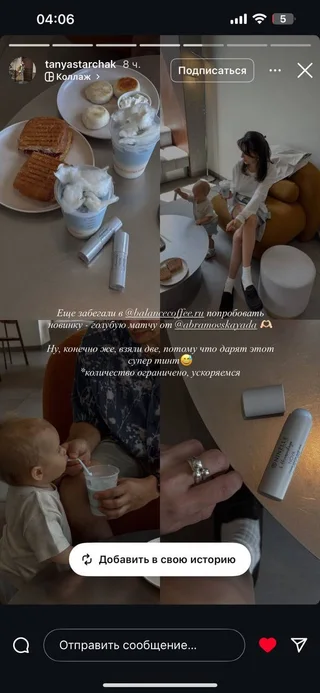 04:06
5
tanyastarchak 8 ч.
Коллаж
Подписаться
Еще забегали в @balancecoffee.ru попробовать
новинку - голубую матчу от @abramovskayada 🫶🏻
Ну, конечно же, взяли две, потому что дарят этот
супер тинт😅
*количество ограничено, ускоряемся
Добавить в свою историю
Отправить сообщение...